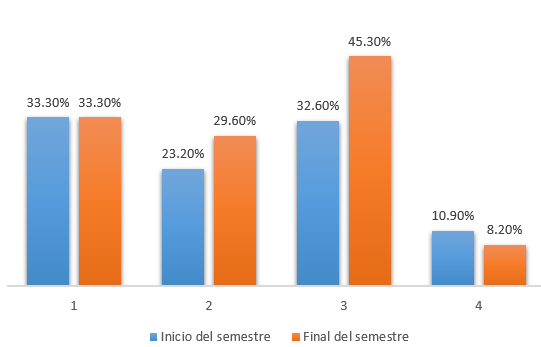 45.30%
33.30% 33.30% 32.60%
29.60%
23.20%
10.90% 8.20%
1 2 3 4
Inicio del semestre Final del semestre